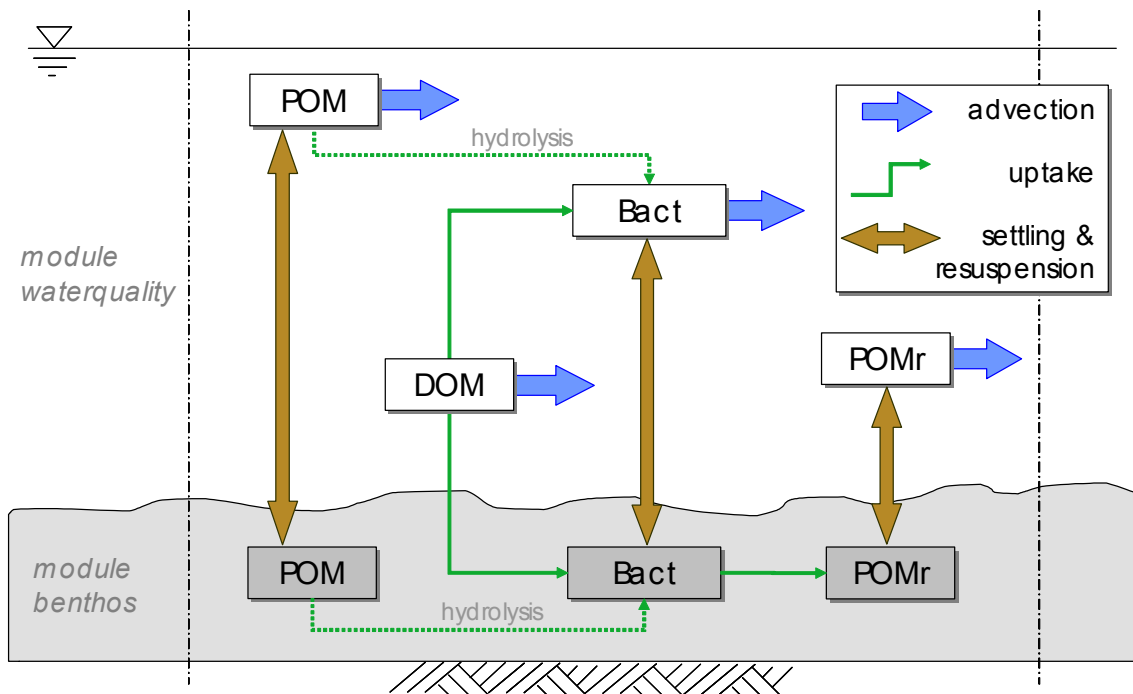 POM
hydrolysis
Bact
advection
uptake
settling &
resuspension
module
waterquality
DOM
POMr
module
benthos
POM
Bact
POMr
hydrolysis